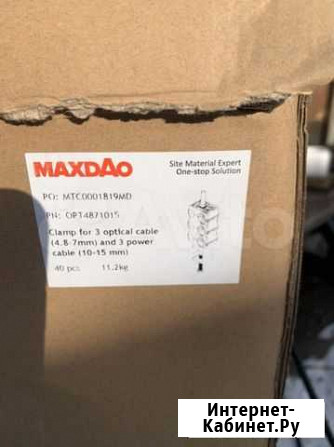 MAXDAO
Site Material Expert
One-stop Solution
PO: MTC0001819MD
PN: OPT4871015
Clamp for 3 optical cable
(4.8-7mm) and 3 power
cable (10-15 mm)
40 pcs 11.2kg
Интернет-
Кабинет.Ру